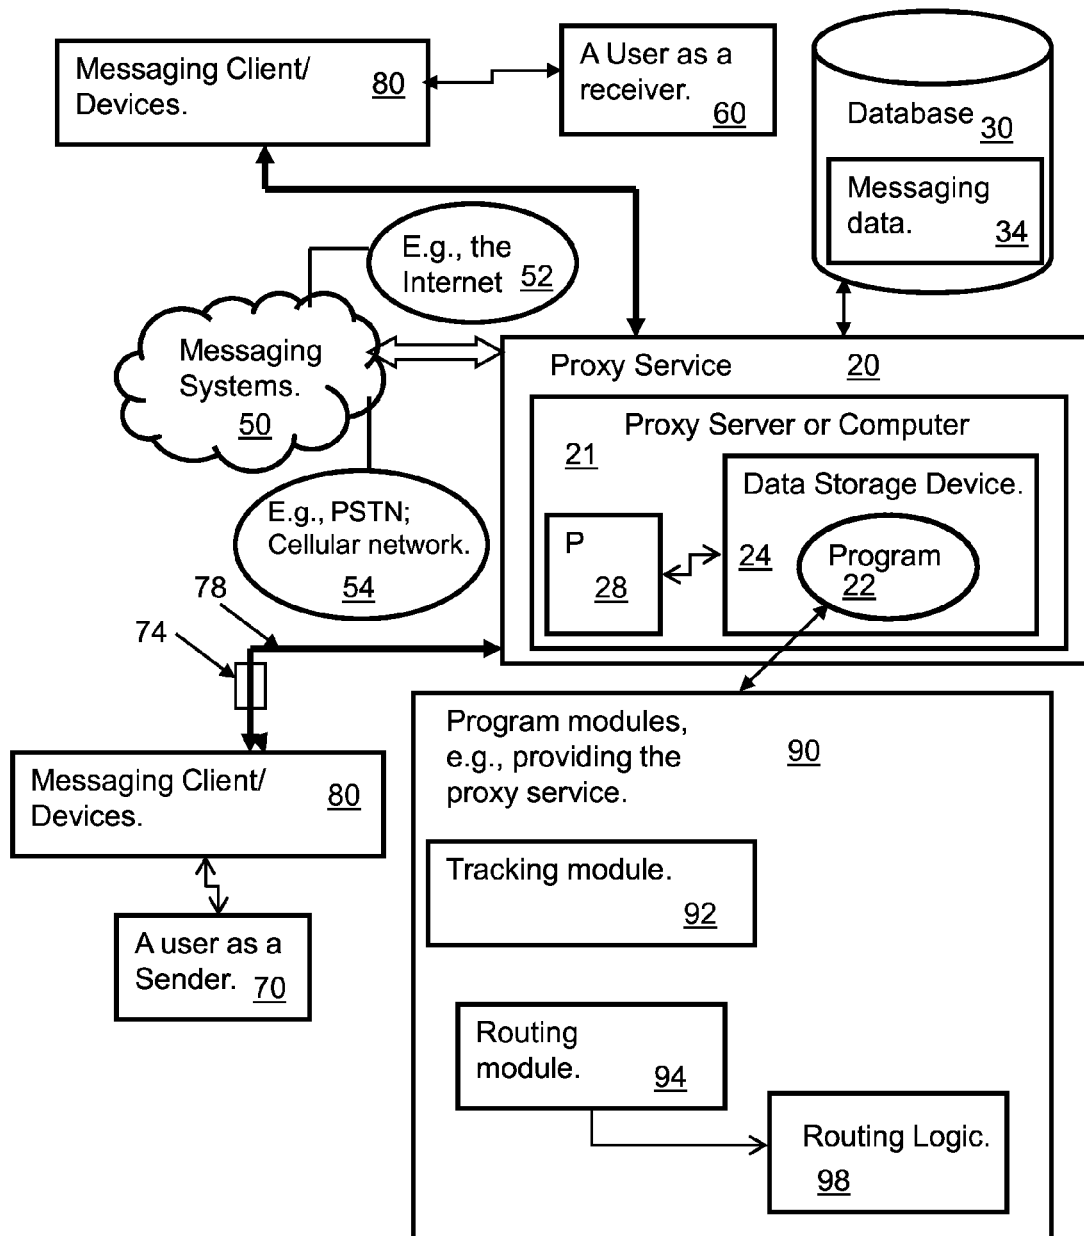 Messaging Client/
Devices.
80
A User as a
receiver.
60
Database 30
Messaging
data.
34
E.g., the
Internet 52
Messaging
Systems.
50
Proxy Service 20
Proxy Server or Computer
21
Data Storage Device.
E.g., PSTN;
Cellular network.
54
P
28
24
Program
22
78
74
Messaging Client/
Devices.
80
Program modules,
e.g., providing the
proxy service.
90
Tracking module.
92
A user as a
Sender. 70
Routing
module. 94
Routing Logic.
98